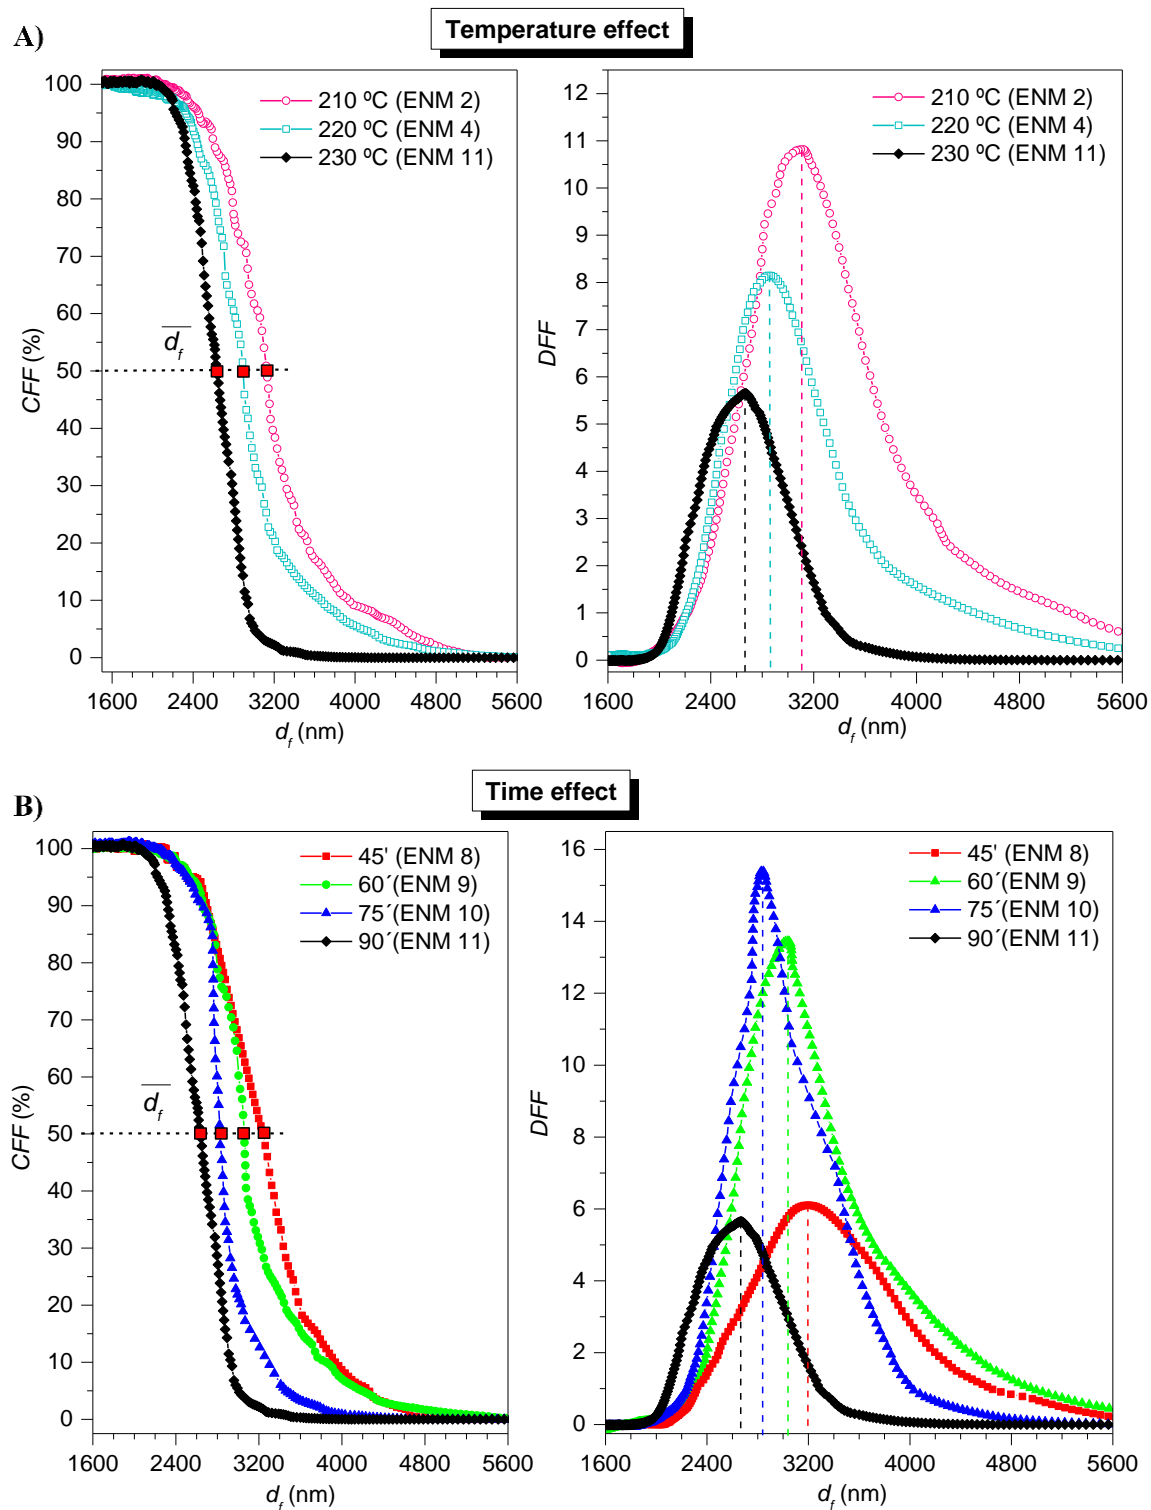 A)
Temperature effect
100
90
80
70
60
50
40
30
20
10
0
CFF (%)
1600 2400 3200 4000 4800 5600
d_f (nm)
210 ºC (ENM 2)
220 ºC (ENM 4)
230 ºC (ENM 11)
d_f
12
11
10
9
8
7
6
5
4
3
2
1
0
DFF
1600 2400 3200 4000 4800 5600
d_f (nm)
210 ºC (ENM 2)
220 ºC (ENM 4)
230 ºC (ENM 11)
B)
Time effect
100
90
80
70
60
50
40
30
20
10
0
CFF (%)
1600 2400 3200 4000 4800 5600
d_f (nm)
45' (ENM 8)
60´(ENM 9)
75´(ENM 10)
90´(ENM 11)
d_f
16
14
12
10
8
6
4
2
0
DFF
1600 2400 3200 4000 4800 5600
d_f (nm)
45' (ENM 8)
60´(ENM 9)
75´(ENM 10)
90´(ENM 11)